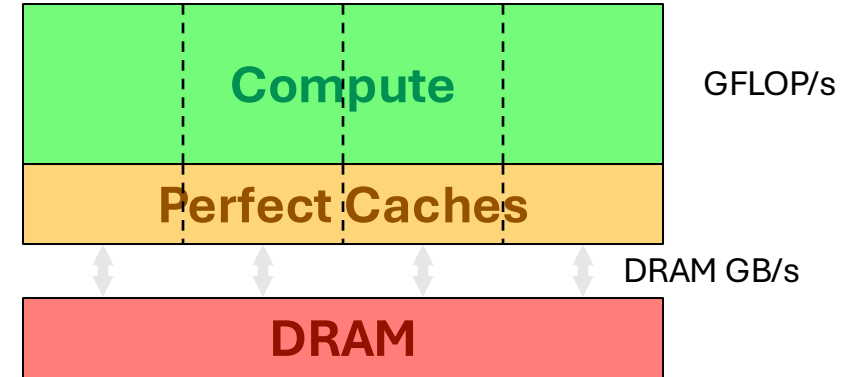 Compute
GFLOP/s
Perfect Caches
DRAM GB/s
DRAM